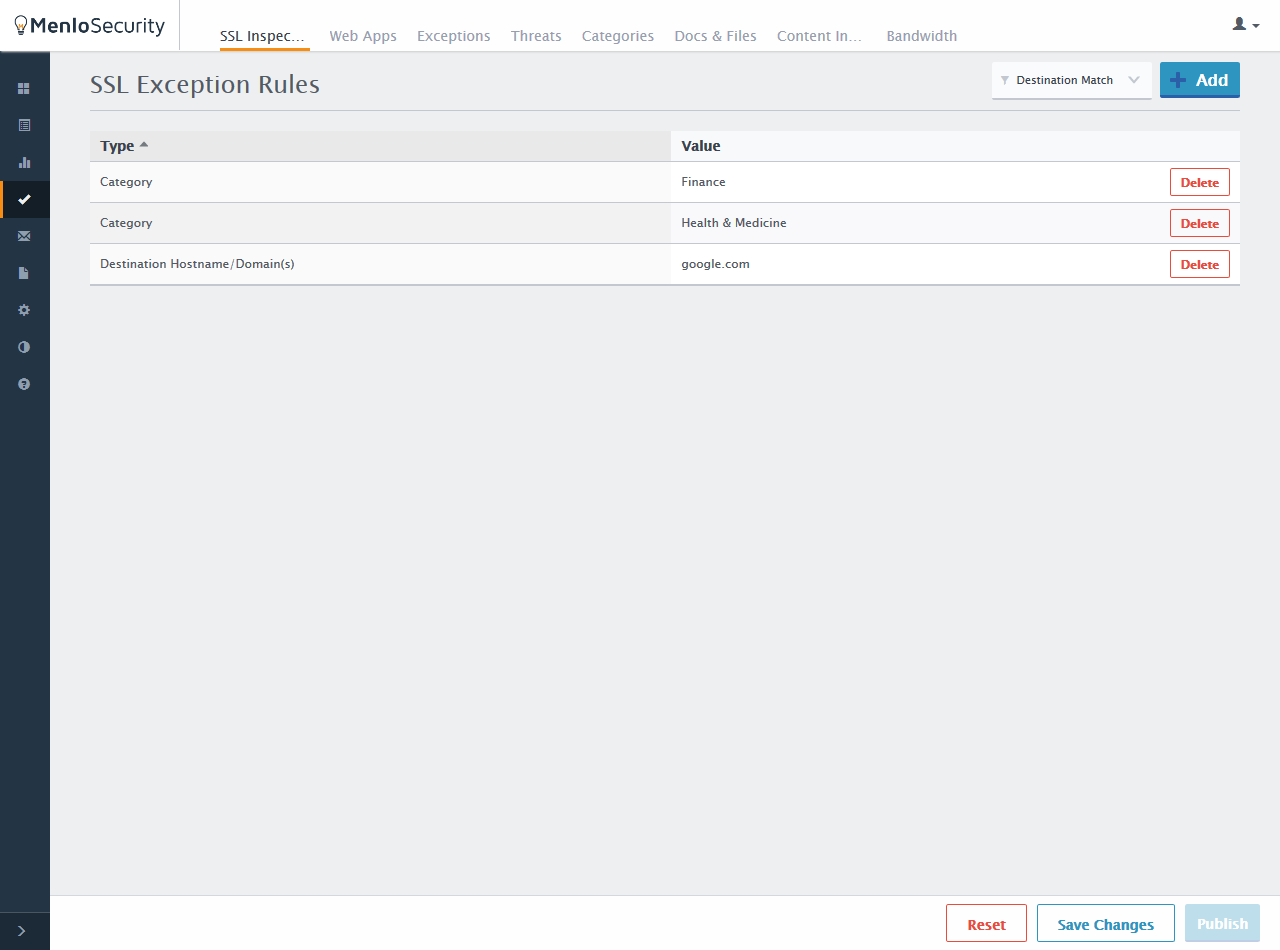 MenloSecurity
SSL Inspec... Web Apps Exceptions Threats Categories Docs & Files Content In... Bandwidth
SSL Exception Rules
Destination Match
Add
Type Value
Category Finance Delete
Category Health & Medicine Delete
Destination Hostname/Domain(s) google.com Delete
Reset Save Changes Publish